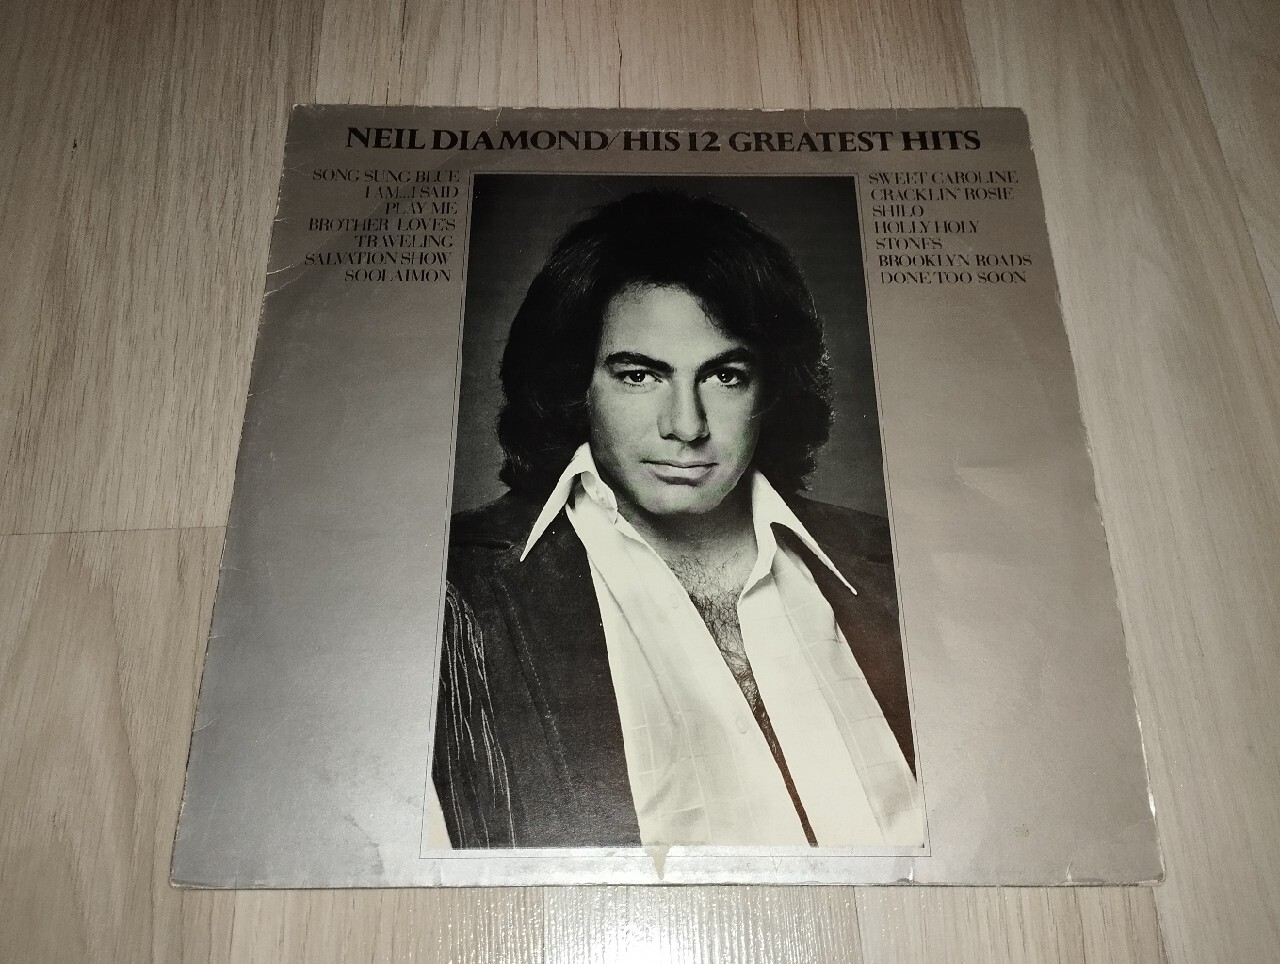 NEIL DIAMOND/HIS 12 GREATEST HITS
SONG SUNG BLUE
I AM...I SAID
PLAY ME
BROTHER LOVE'S
TRAVELING
SALVATION SHOW
SOOLAIMON
SWEET CAROLINE
CRACKLIN' ROSIE
SHILO
HOLLY HOLY
STONES
BROOKLYN ROADS
DONE TOO SOON